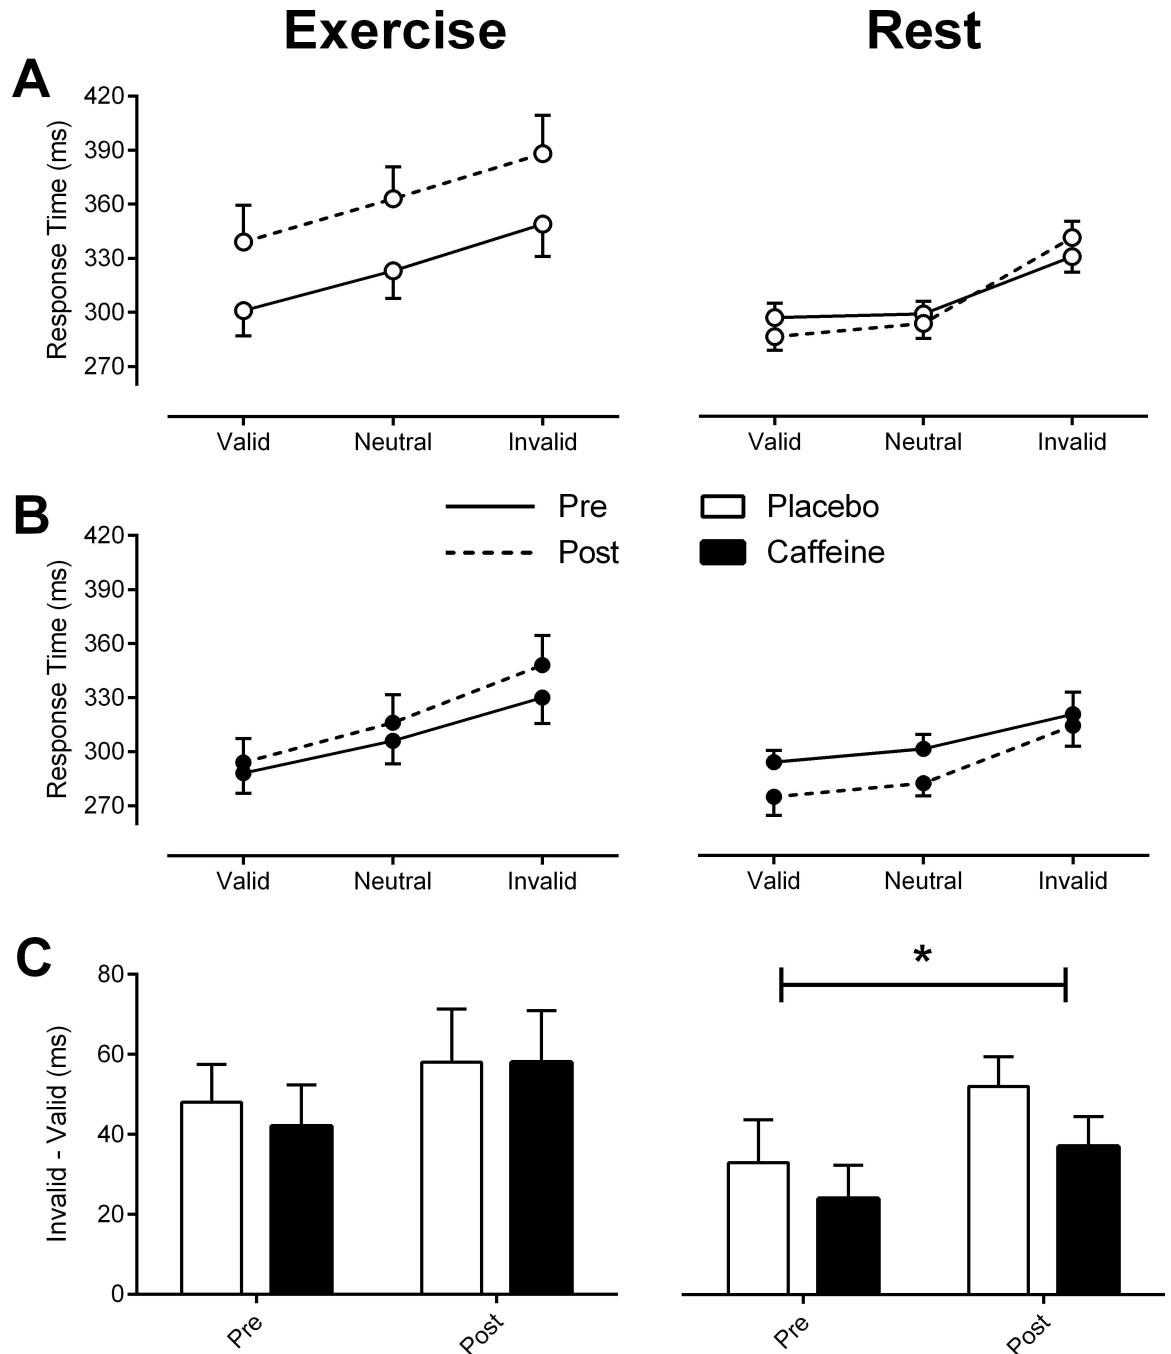 Exercise Rest
A
420
390
360
330
300
270
Response Time (ms)
Valid Neutral Invalid
Valid Neutral Invalid
B
Pre
Post
Placebo
Caffeine
420
390
360
330
300
270
Response Time (ms)
Valid Neutral Invalid
Valid Neutral Invalid
C
*
80
60
40
20
0
Invalid - Valid (ms)
Pre Post
Pre Post